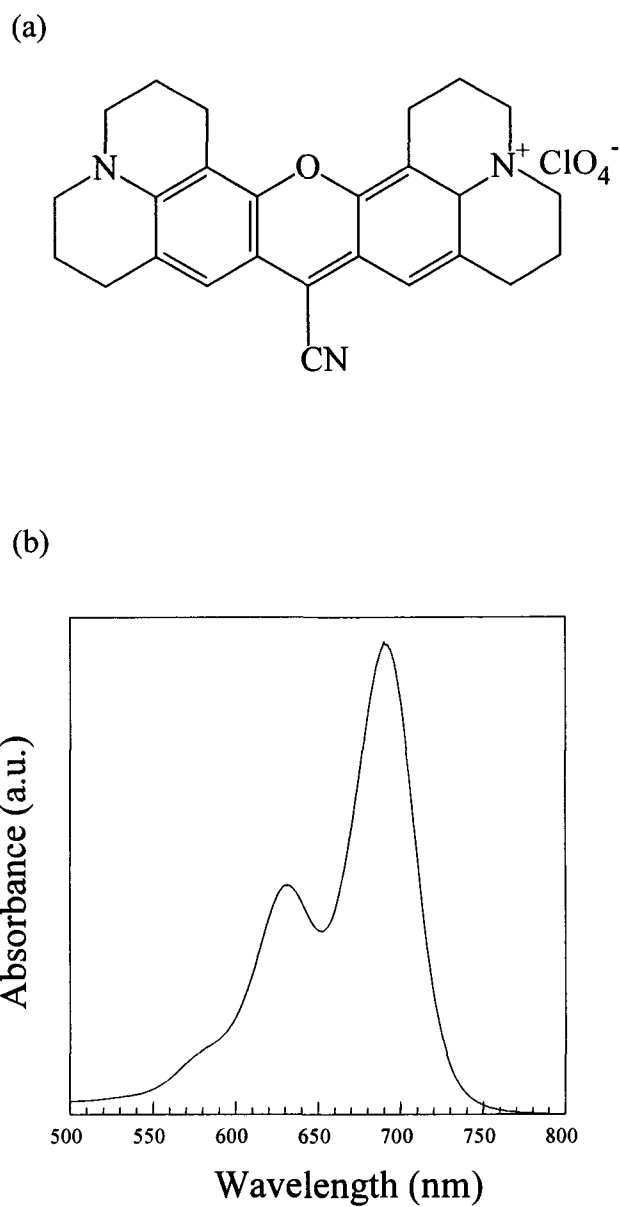 (a)
N
O
N+ ClO4-
CN
(b)
Absorbance (a.u.)
500 550 600 650 700 750 800
Wavelength (nm)